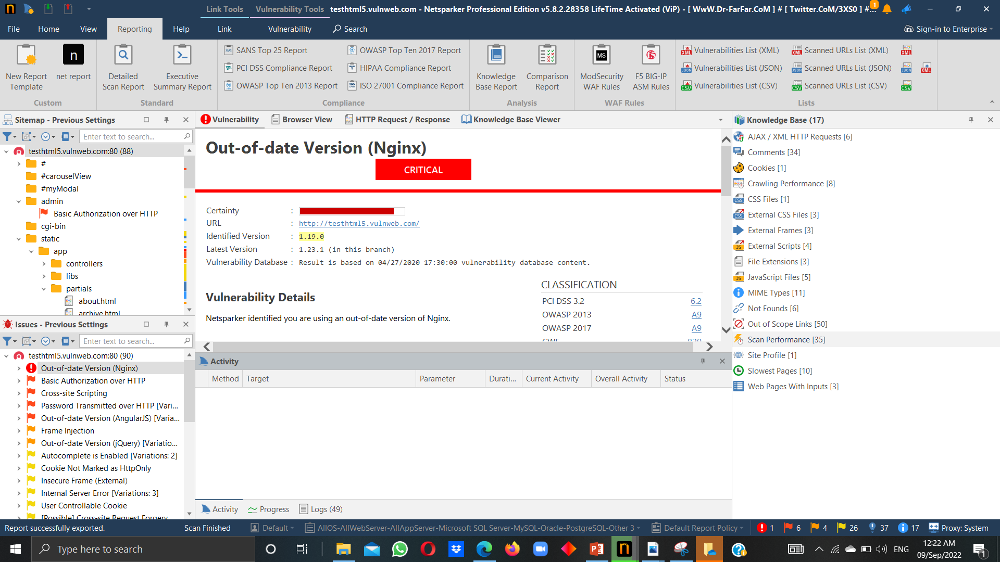 Link Tools
Vulnerability Tools
testhtml5.vulnweb.com - Netsparker Professional Edition v5.8.2.28358 LifeTime Activated (ViP) - [ WwW.Dr-FarFar.CoM ] # [ Twitter.CoM/3XS0 ] #...
1
File
Home
View
Reporting
Help
Link
Vulnerability
Search
Sign-in to Enterprise
New Report
Template
net report
Custom
Detailed
Scan Report
Executive
Summary Report
Standard
SANS Top 25 Report
PCI DSS Compliance Report
OWASP Top Ten 2013 Report
OWASP Top Ten 2017 Report
HIPAA Compliance Report
ISO 27001 Compliance Report
Compliance
Knowledge
Base Report
Comparison
Report
Analysis
ModSecurity
WAF Rules
F5 BIG-IP
ASM Rules
WAF Rules
Vulnerabilities List (XML)
Vulnerabilities List (JSON)
Vulnerabilities List (CSV)
Scanned URLs List (XML)
Scanned URLs List (JSON)
Scanned URLs List (CSV)
Lists
Sitemap - Previous Settings
Enter text to search...
testhtml5.vulnweb.com:80 (88)
#
#carouselView
#myModal
admin
Basic Authorization over HTTP
cgi-bin
static
app
controllers
libs
partials
about.html
archive.html
Issues - Previous Settings
Enter text to search...
testhtml5.vulnweb.com:80 (90)
Out-of-date Version (Nginx)
Basic Authorization over HTTP
Cross-site Scripting
Password Transmitted over HTTP [Vari...
Out-of-date Version (AngularJS) [Varia...
Frame Injection
Out-of-date Version (jQuery) [Variatio...
Autocomplete is Enabled [Variations: 2]
Cookie Not Marked as HttpOnly
Insecure Frame (External)
Internal Server Error [Variations: 3]
User Controllable Cookie
[Possible] Cross-site Request Forgery
Vulnerability
Browser View
HTTP Request / Response
Knowledge Base Viewer
Out-of-date Version (Nginx)
CRITICAL
Certainty :
URL : http://testhtml5.vulnweb.com/
Identified Version : 1.19.0
Latest Version : 1.23.1 (in this branch)
Vulnerability Database : Result is based on 04/27/2020 17:30:00 vulnerability database content.
Vulnerability Details
Netsparker identified you are using an out-of-date version of Nginx.
CLASSIFICATION
PCI DSS 3.2 6.2
OWASP 2013 A9
OWASP 2017 A9
CWE 829
Activity
Method
Target
Parameter
Durati...
Current Activity
Overall Activity
Status
Activity
Progress
Logs (49)
Knowledge Base (17)
AJAX / XML HTTP Requests [6]
Comments [34]
Cookies [1]
Crawling Performance [8]
CSS Files [1]
External CSS Files [3]
External Frames [3]
External Scripts [4]
File Extensions [3]
JavaScript Files [5]
MIME Types [11]
Not Founds [6]
Out of Scope Links [50]
Scan Performance [35]
Site Profile [1]
Slowest Pages [10]
Web Pages With Inputs [3]
Report successfully exported.
Scan Finished
Default
AllOS-AllWebServer-AllAppServer-Microsoft SQL Server-MySQL-Oracle-PostgreSQL-Other 3
Default Report Policy
1
6
4
26
37
17
Proxy: System
Type here to search
ENG
12:22 AM
09/Sep/2022
1